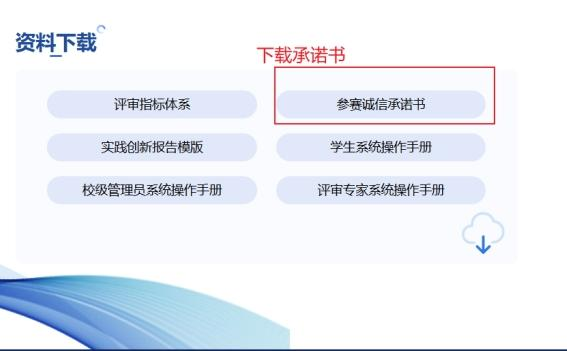 资料下载
下载承诺书
评审指标体系
参赛诚信承诺书
实践创新报告模版
学生系统操作手册
校级管理员系统操作手册
评审专家系统操作手册